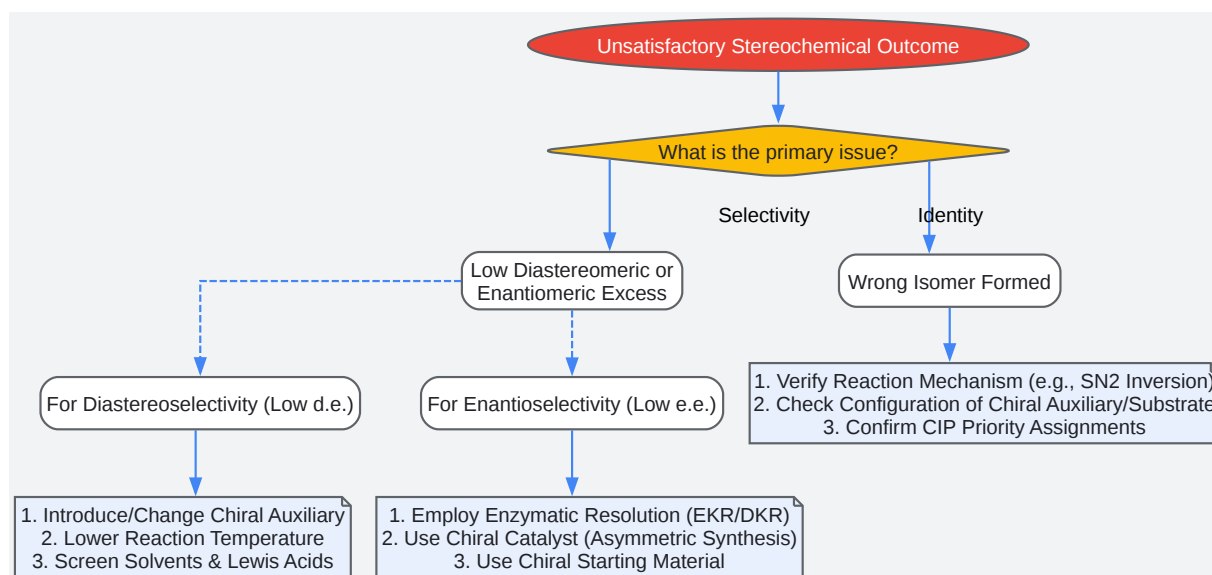 Unsatisfactory Stereochemical Outcome
What is the primary issue?
Selectivity
Identity
Low Diastereomeric or
Enantiomeric Excess
Wrong Isomer Formed
For Diastereoselectivity (Low d.e.)
For Enantioselectivity (Low e.e.)
1. Verify Reaction Mechanism (e.g., SN2 Inversion)
2. Check Configuration of Chiral Auxiliary/Substrate
3. Confirm CIP Priority Assignments
1. Introduce/Change Chiral Auxiliary
2. Lower Reaction Temperature
3. Screen Solvents & Lewis Acids
1. Employ Enzymatic Resolution (EKR/DKR)
2. Use Chiral Catalyst (Asymmetric Synthesis)
3. Use Chiral Starting Material